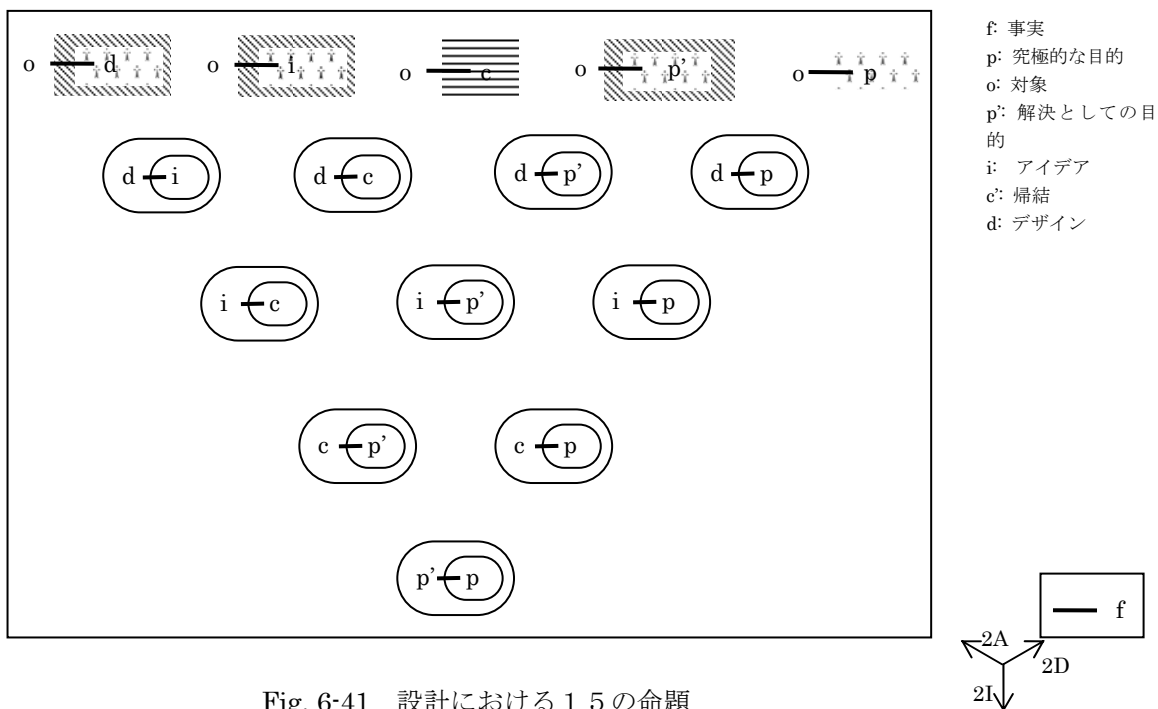 o d o i o c o p' o p
d i d c d p' d p
i c i p' i p
c p' c p
p' p
f: 事実
p: 究極的な目的
o: 対象
p': 解決としての目
的
i: アイデア
c': 帰結
d: デザイン
f
2A
2D
2I
Fig. 6-41 設計における１５の命題